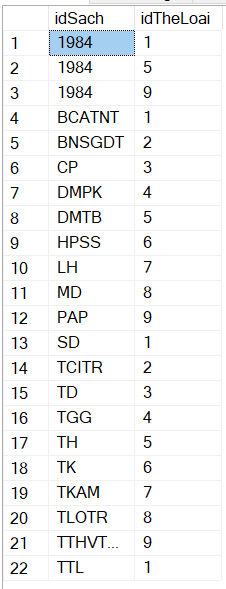 idSach idTheLoai
1 1984 1
2 1984 5
3 1984 9
4 BCATNT 1
5 BNSGDT 2
6 CP 3
7 DMPK 4
8 DMTB 5
9 HPSS 6
10 LH 7
11 MD 8
12 PAP 9
13 SD 1
14 TCITR 2
15 TD 3
16 TGG 4
17 TH 5
18 TK 6
19 TKAM 7
20 TLOTR 8
21 TTHVT... 9
22 TTL 1